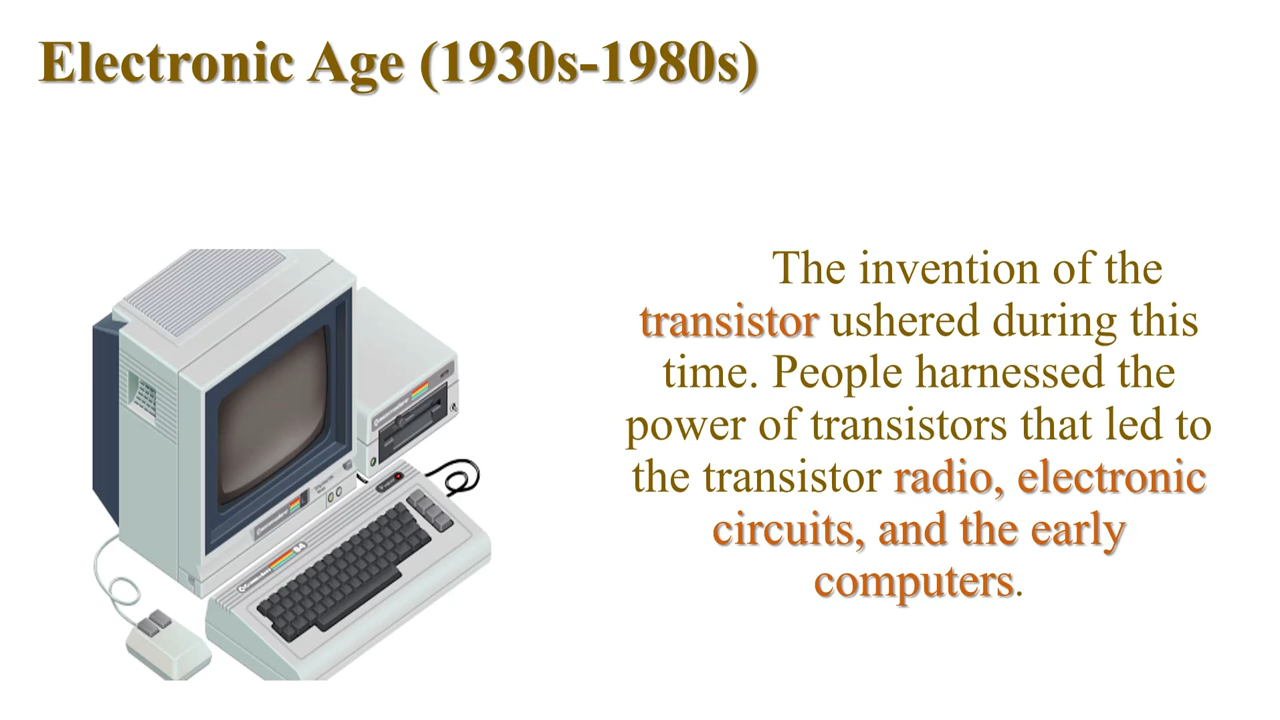 Electronic Age (1930s-1980s)
The invention of the
transistor ushered during this
time. People harnessed the
power of transistors that led to
the transistor radio, electronic
circuits, and the early
computers.
64